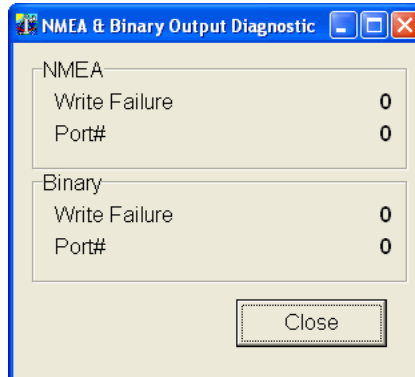 NMEA & Binary Output Diagnostic
NMEA
Write Failure 0
Port# 0
Binary
Write Failure 0
Port# 0
Close